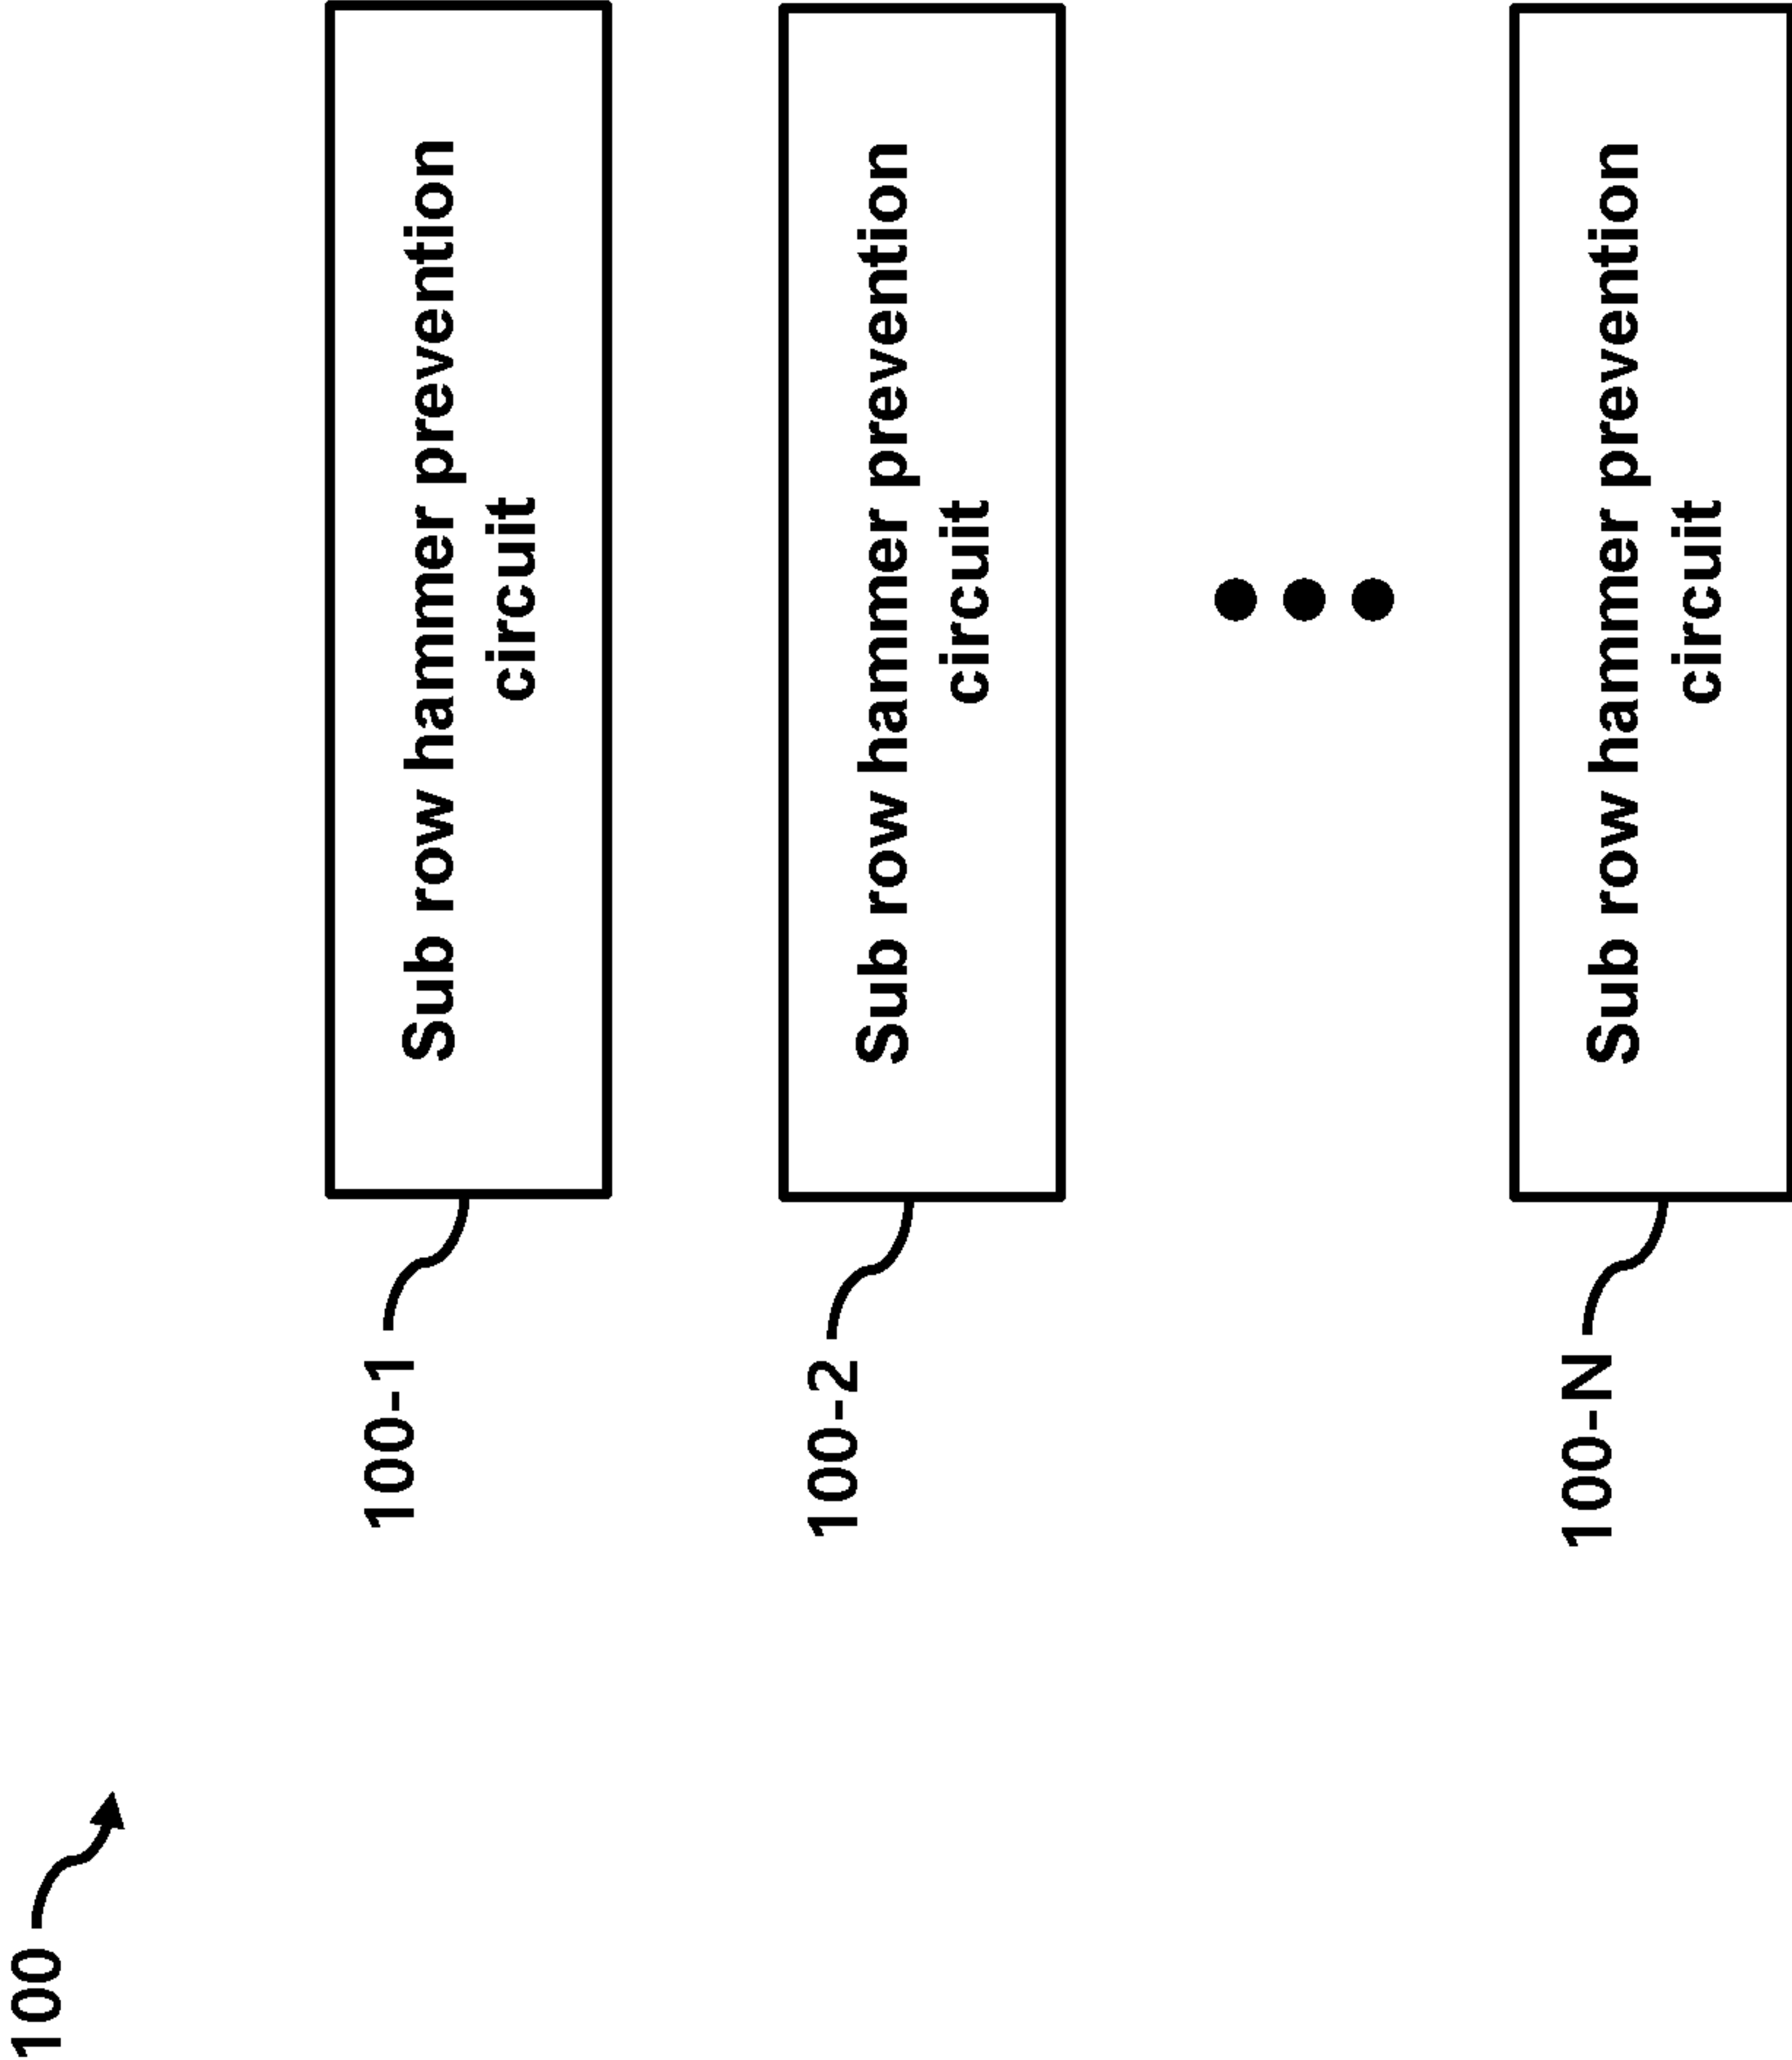 100
100-1
Sub row hammer prevention
circuit
100-2
Sub row hammer prevention
circuit
100-N
Sub row hammer prevention
circuit